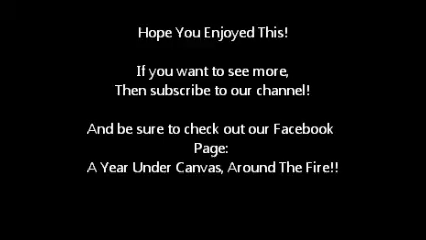 Hope You Enjoyed This!
If you want to see more,
Then subscribe to our channel!
And be sure to check out our Facebook
Page:
A Year Under Canvas, Around The Fire!!